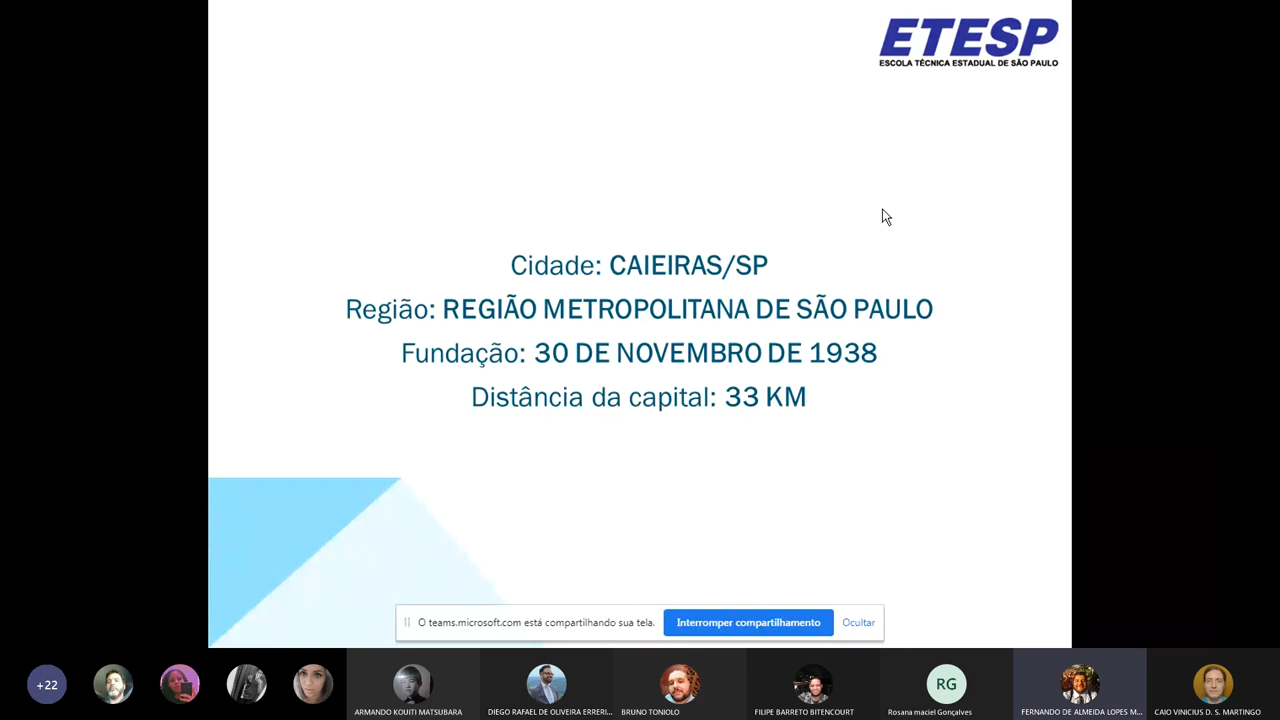 ETESP
ESCOLA TÉCNICA ESTADUAL DE SÃO PAULO
Cidade: CAIEIRAS/SP
Região: REGIÃO METROPOLITANA DE SÃO PAULO
Fundação: 30 DE NOVEMBRO DE 1938
Distância da capital: 33 KM
O teams.microsoft.com está compartilhando sua tela.
Interromper compartilhamento
Ocultar
+22
RG
ARMANDO KOUITI MATSUBARA
DIEGO RAFAEL DE OLIVEIRA ERRERI...
BRUNO TONIOLO
FILIPE BARRETO BITENCOURT
Rosana maciel Gonçalves
FERNANDO DE ALMEIDA LOPES M...
CAIO VINICIUS D. S. MARTINGO